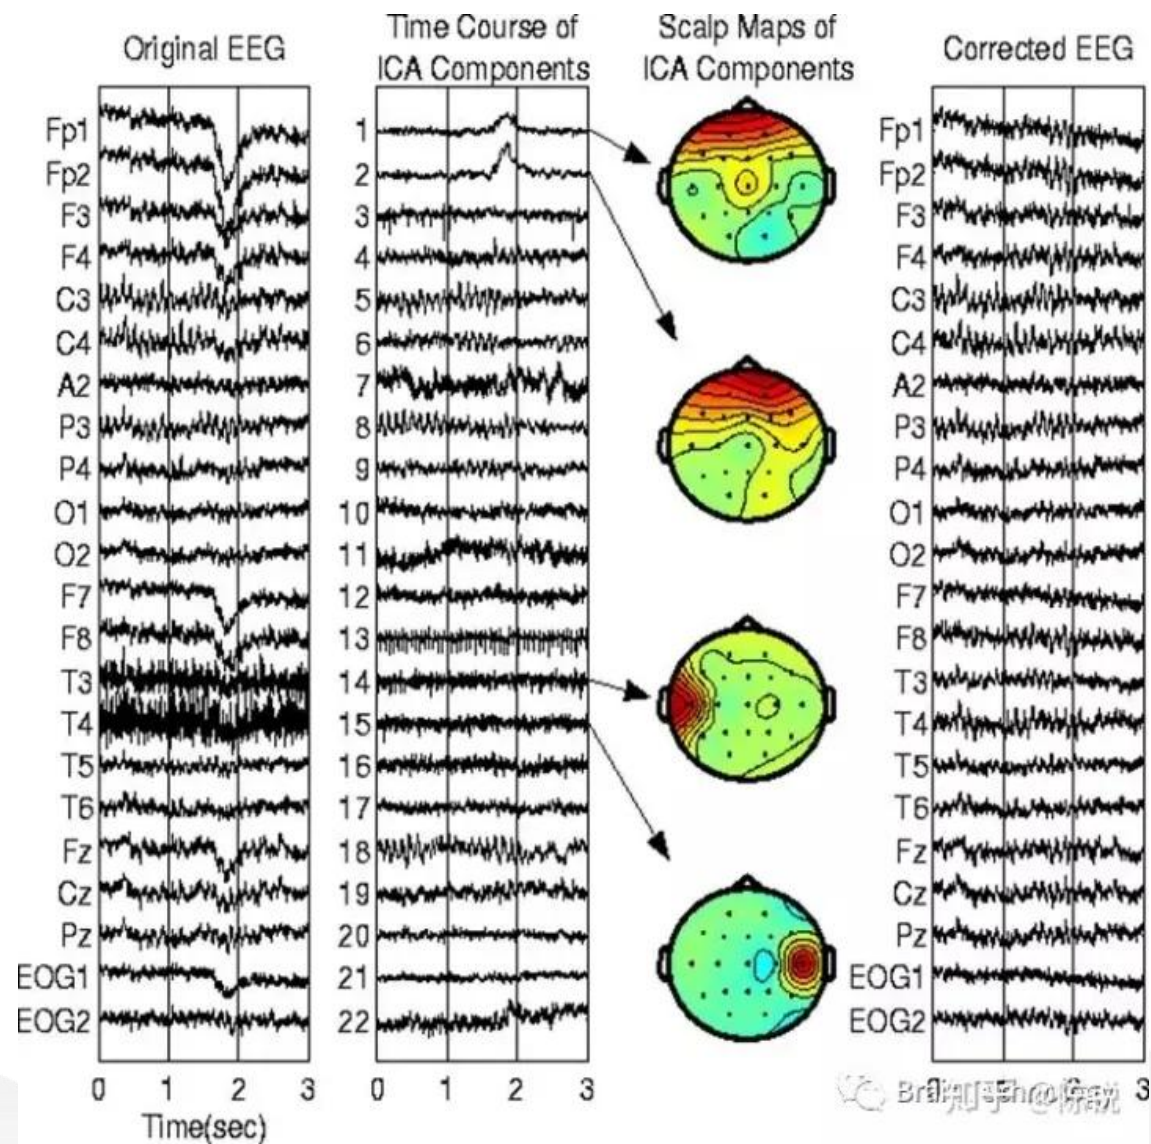 Original EEG
Time Course of
ICA Components
Scalp Maps of
ICA Components
Corrected EEG
Fp1
Fp2
F3
F4
C3
C4
A2
P3
P4
O1
O2
F7
F8
T3
T4
T5
T6
Fz
Cz
Pz
EOG1
EOG2
0 1 2 3
Time(sec)
1
2
3
4
5
6
7
8
9
10
11
12
13
14
15
16
17
18
19
20
21
22
0 1 2 3
Fp1
Fp2
F3
F4
C3
C4
A2
P3
P4
O1
O2
F7
F8
T3
T4
T5
T6
Fz
Cz
Pz
EOG1
EOG2
3
知乎